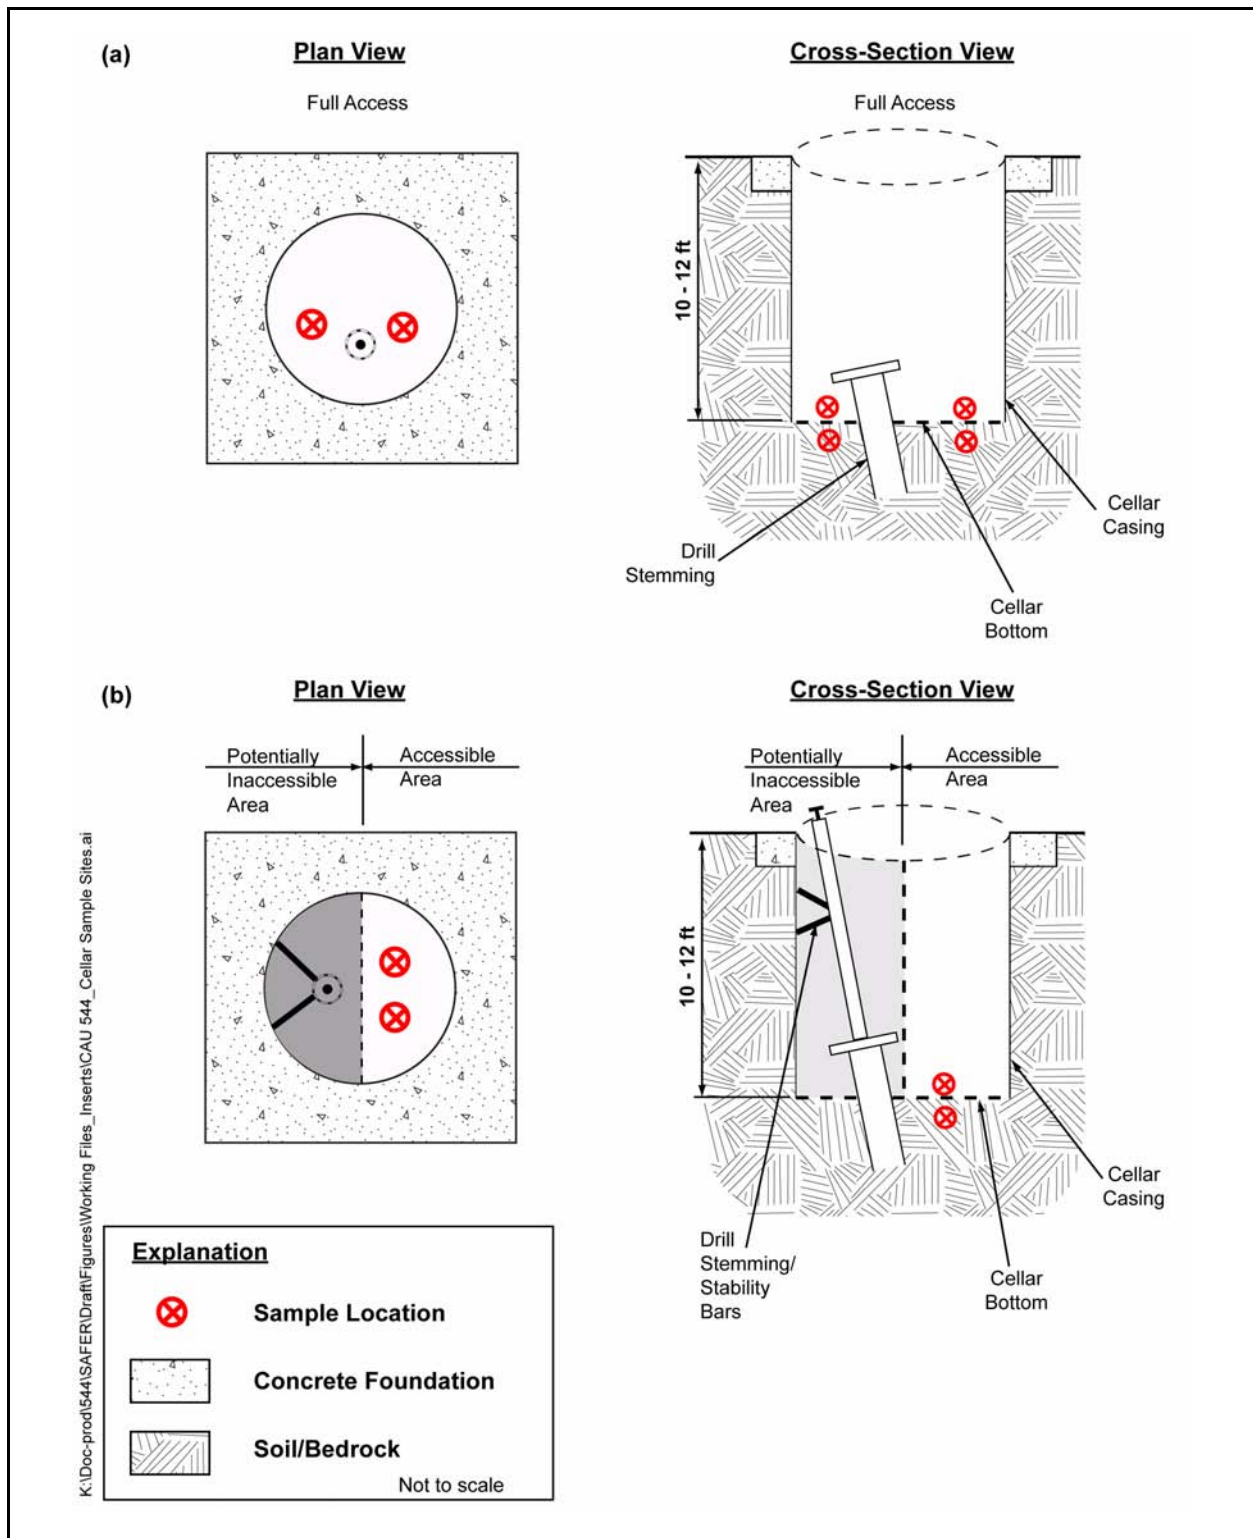 (a)
Plan View
Full Access
Cross-Section View
Full Access
10 - 12 ft
Drill
Stemming
Cellar
Bottom
Cellar
Casing
(b)
Plan View
Potentially
Inaccessible
Area
Accessible
Area
Cross-Section View
Potentially
Inaccessible
Area
Accessible
Area
10 - 12 ft
Drill
Stemming/
Stability
Bars
Cellar
Bottom
Cellar
Casing
Explanation
Sample Location
Concrete Foundation
Soil/Bedrock
Not to scale
K:\Doc-prod\544\SAFER\Draft\Figures\Working Files_Inserts\CAU 544_Cellar Sample Sites.ai